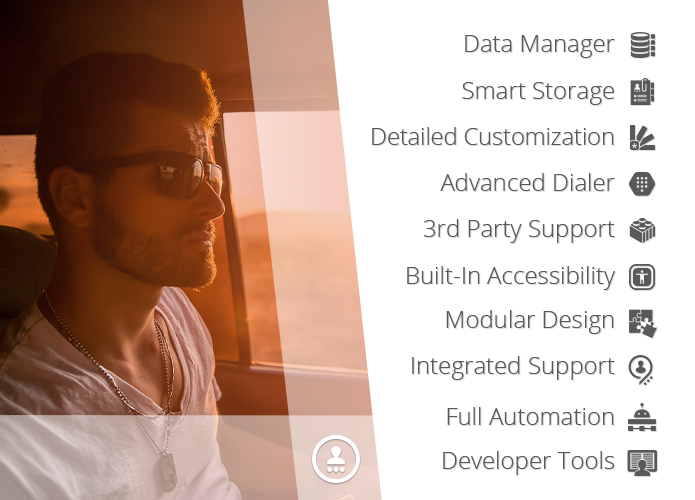 Data Manager
Smart Storage
Detailed Customization
Advanced Dialer
3rd Party Support
Built-In Accessibility
Modular Design
Integrated Support
Full Automation
Developer Tools